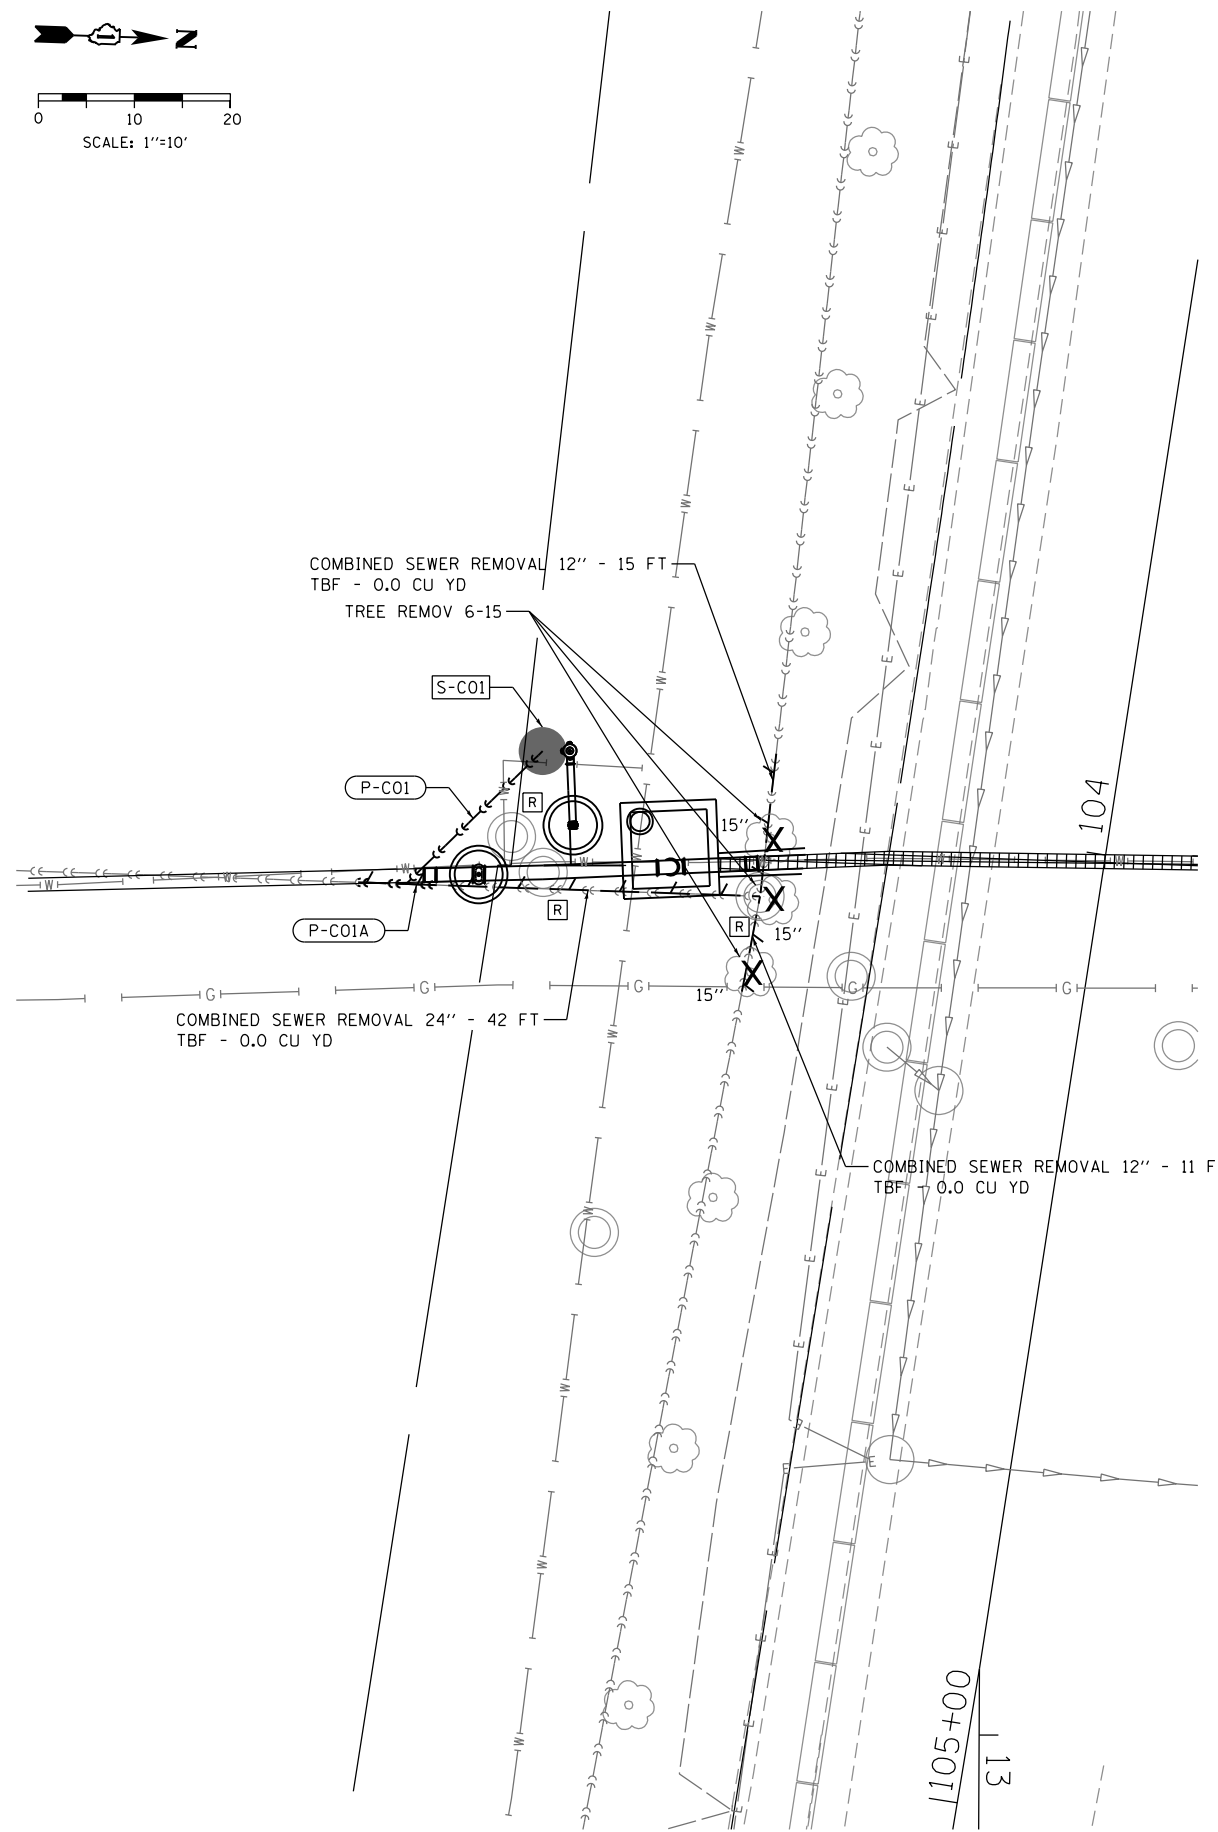 N
0 10 20
SCALE: 1''=10'
COMBINED SEWER REMOVAL 12'' - 15 FT
TBF - 0.0 CU YD
TREE REMOV 6-15
S-C01
P-C01
R
15''
104
P-C01A
R
R
15''
15''
G G G G G
COMBINED SEWER REMOVAL 24'' - 42 FT
TBF - 0.0 CU YD
COMBINED SEWER REMOVAL 12'' - 11 F
TBF - 0.0 CU YD
105+00
13